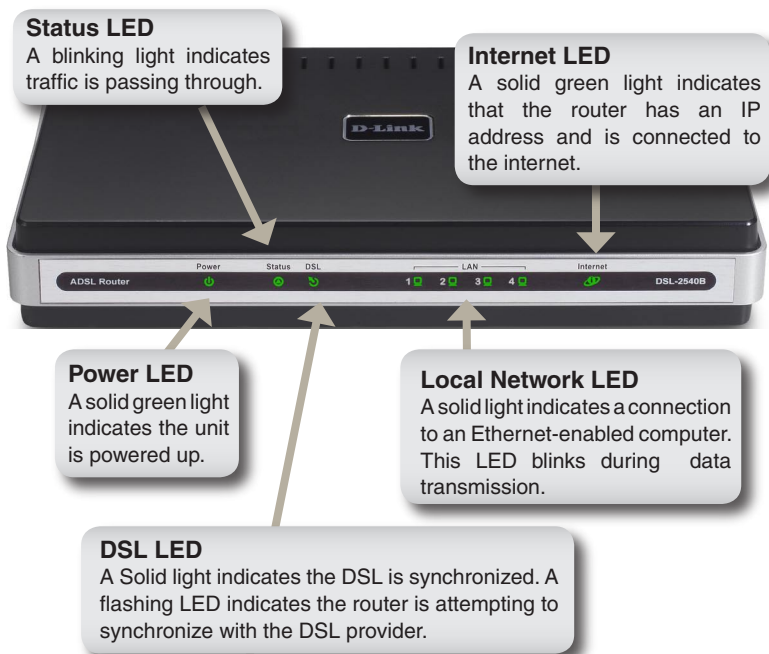 Status LED
A blinking light indicates
traffic is passing through.
Internet LED
A solid green light indicates
that the router has an IP
address and is connected to
the internet.
D-Link
ADSL Router
Power
Status
DSL
LAN
1
2
3
4
Internet
DSL-2540B
Power LED
A solid green light
indicates the unit
is powered up.
Local Network LED
A solid light indicates a connection
to an Ethernet-enabled computer.
This LED blinks during data
transmission.
DSL LED
A Solid light indicates the DSL is synchronized. A
flashing LED indicates the router is attempting to
synchronize with the DSL provider.